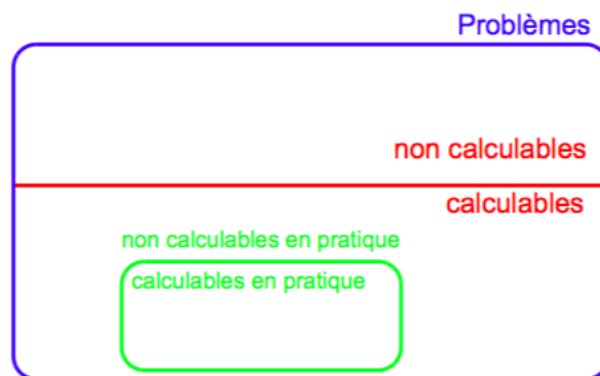 Problèmes
non calculables
calculables
non calculables en pratique
calculables en pratique